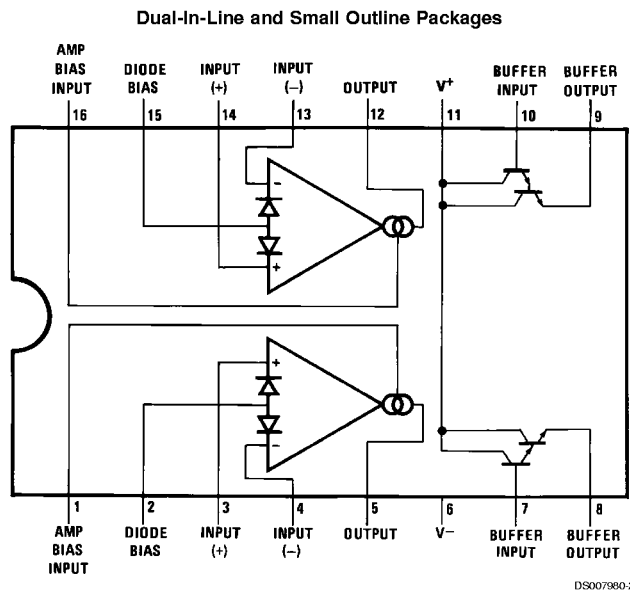 Dual-In-Line and Small Outline Packages
AMP
BIAS
INPUT
DIODE
BIAS
INPUT
(+)
INPUT
(−)
OUTPUT
V+
BUFFER
INPUT
BUFFER
OUTPUT
16 15 14 13 12 11 10 9
−
+
+
−
1 2 3 4 5 6 7 8
AMP
BIAS
INPUT
DIODE
BIAS
INPUT
(+)
INPUT
(−)
OUTPUT
V−
BUFFER
INPUT
BUFFER
OUTPUT
DS007980-2